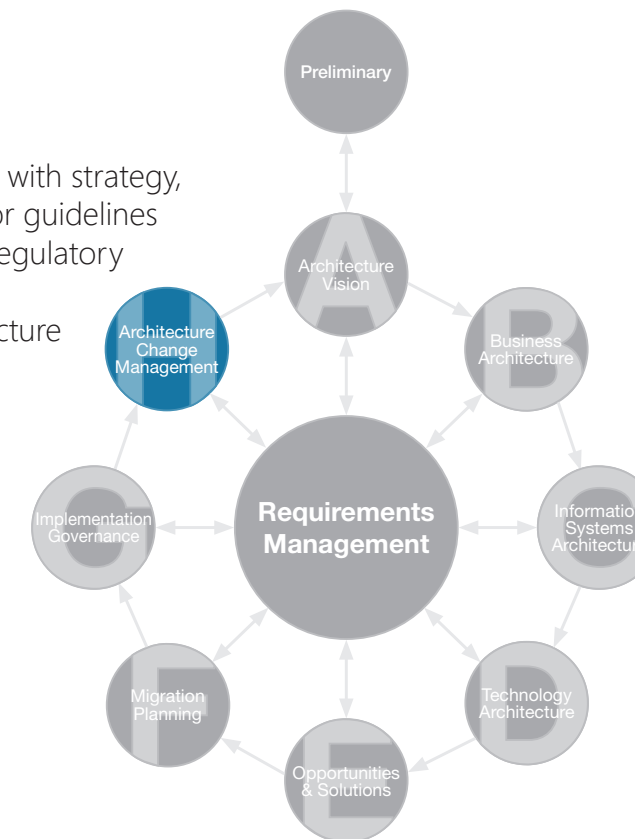 Preliminary
with strategy,
or guidelines
regulatory
cture
A
Architecture
Vision
H
Architecture
Change
Management
B
Business
Architecture
G
Implementation
Governance
Requirements
Management
C
Systems
D
Technology
Architecture
F
Migration
Planning
E
Opportunities
& Solutions